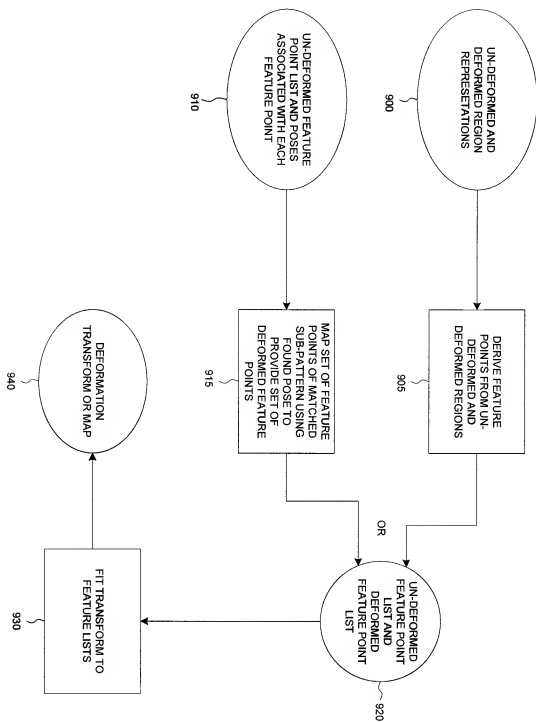 UN-DEFORMED AND
DEFORMED REGION
REPRESETATIONS
900
DERIVE FEATURE
POINTS FROM UN-
DEFORMED AND
DEFORMED REGIONS
905
UN-DEFORMED FEATURE
POINT LIST AND POSES
ASSOCIATED WITH EACH
FEATURE POINT
910
MAP SET OF FEATURE
POINTS OF MATCHED
SUB-PATTERN USING
FOUND POSE TO
PROVIDE SET OF
DEFORMED FEATURE
POINTS
915
OR
UN-DEFORMED
FEATURE POINT
LIST AND
DEFORMED
FEATURE POINT
LIST
920
FIT TRANSFORM TO
FEATURE LISTS
930
DEFORMATION
TRANSFORM OR MAP
940